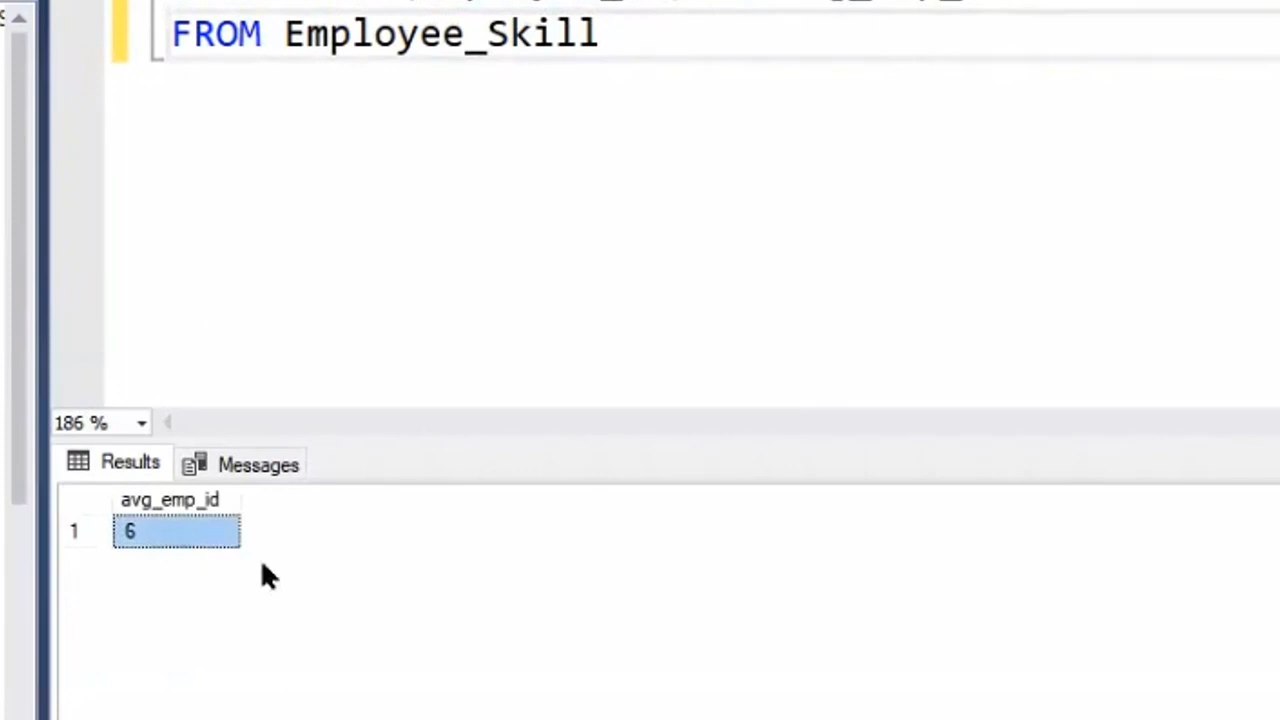 FROM Employee_Skill
186 %
Results Messages
avg_emp_id
1 6